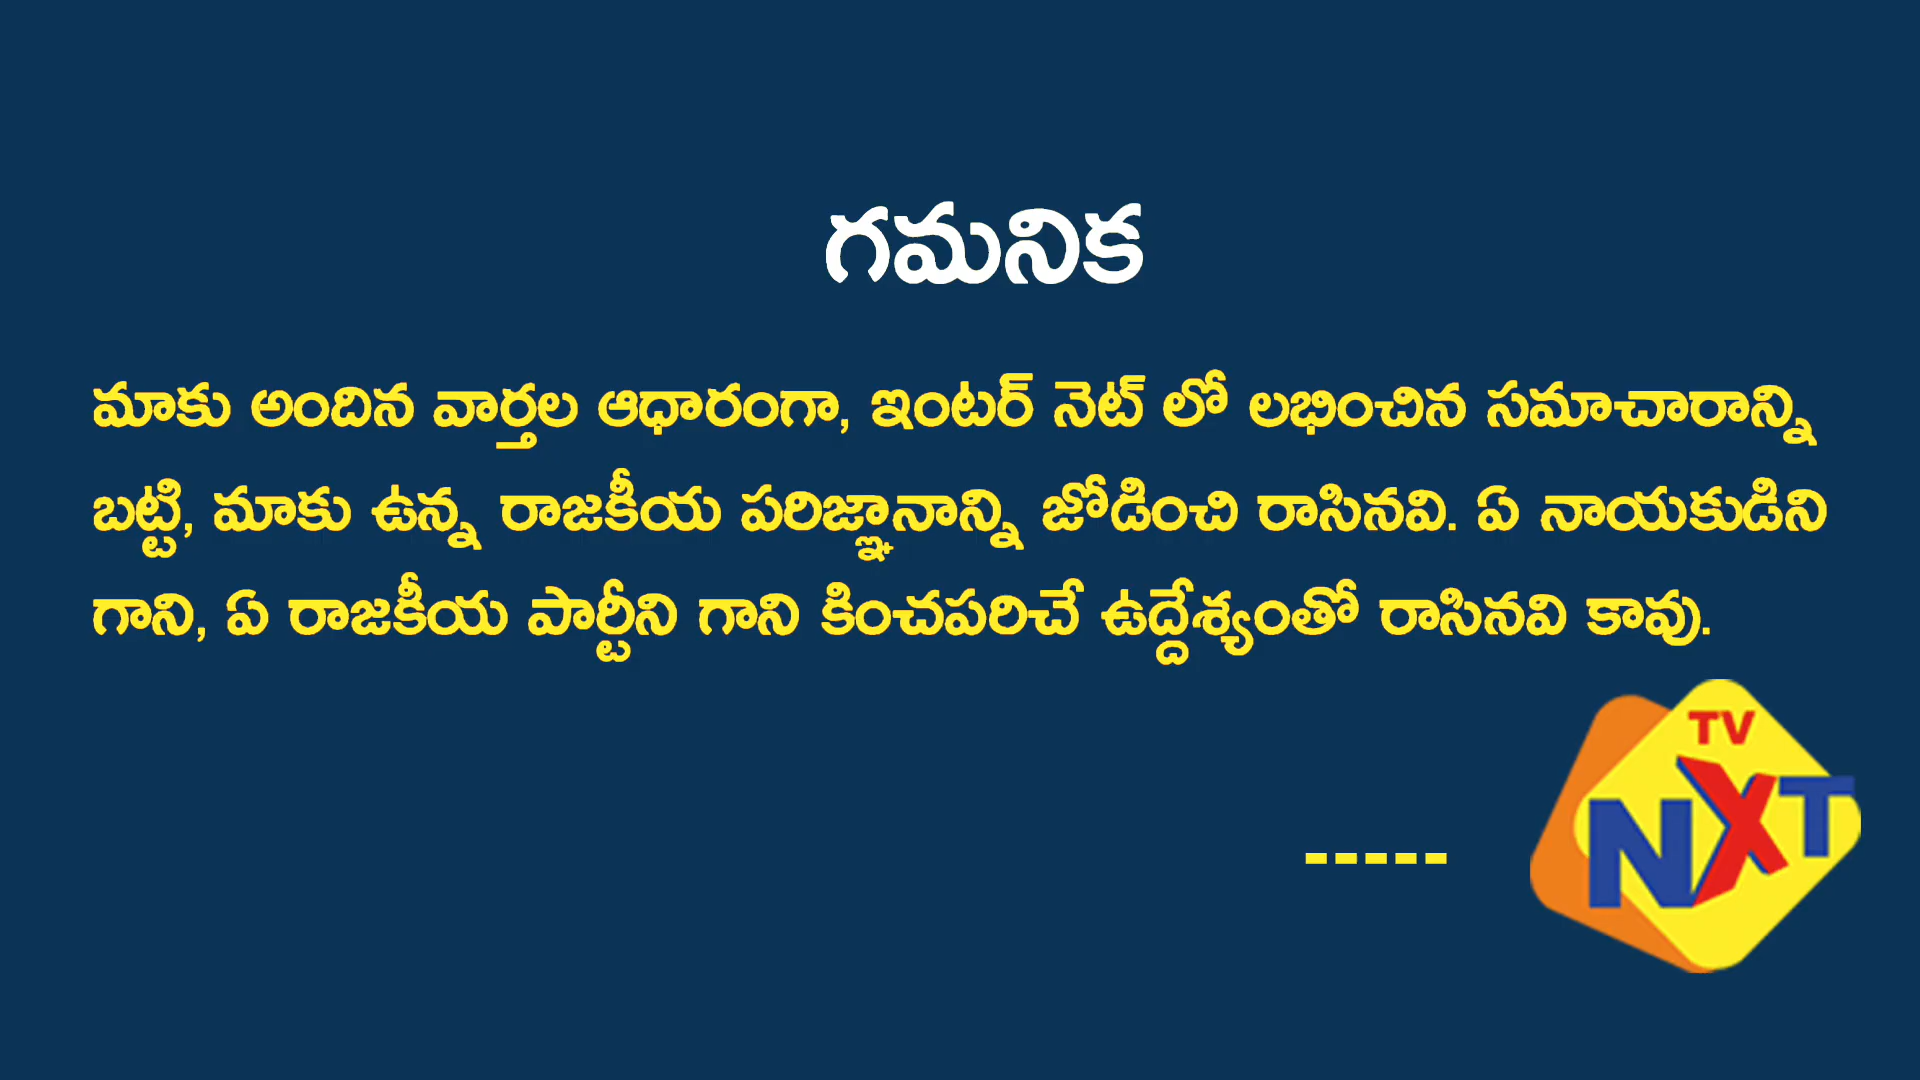 గమనిక
మాకు అందిన వార్తల ఆధారంగా, ఇంటర్ నెట్ లో లభించిన సమాచారాన్ని
బట్టి, మాకు ఉన్న రాజకీయ పరిజ్ఞానాన్ని జోడించి రాసినవి. ఏ నాయకుడిని
గాని, ఏ రాజకీయ పార్టీని గాని కించపరిచే ఉద్దేశ్యంతో రాసినవి కావు.
-----
TV
NXT